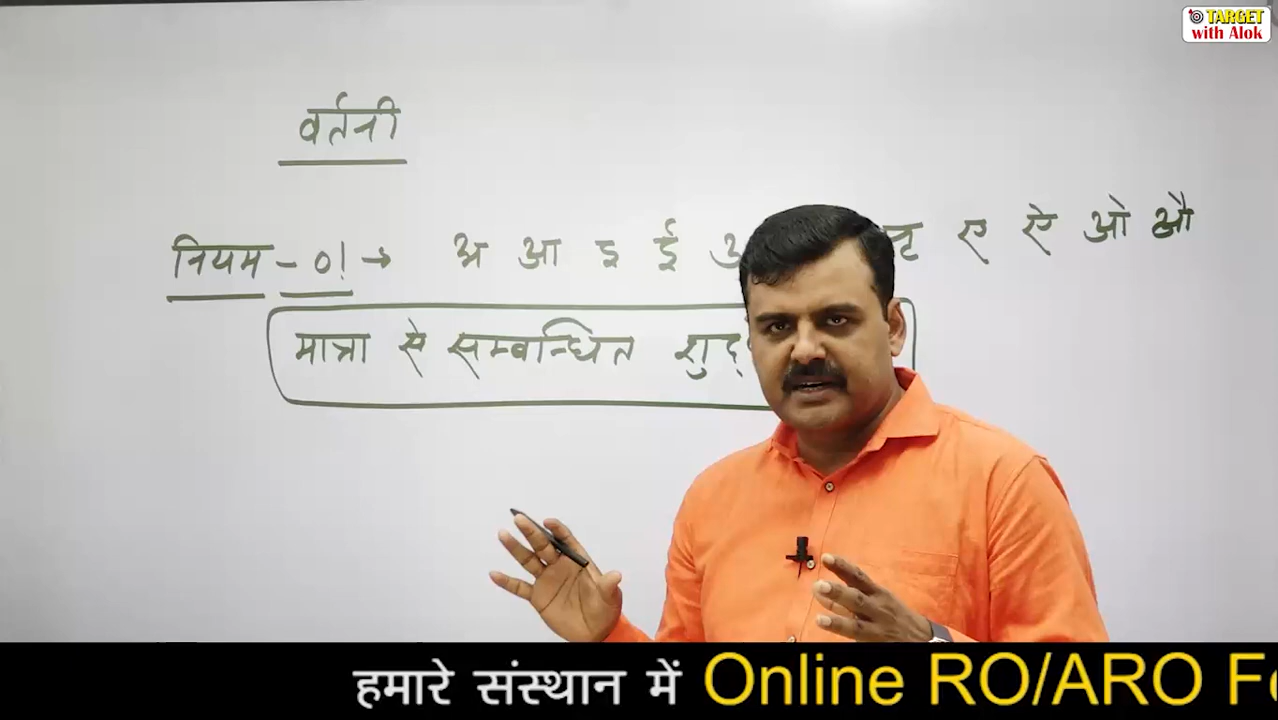 TARGET
with Alok
वर्तनी
नियम - 01 → अ आ इ ई ए ऐ ओ औ
मात्रा से सम्बन्धित
हमारे संस्थान में Online RO/ARO